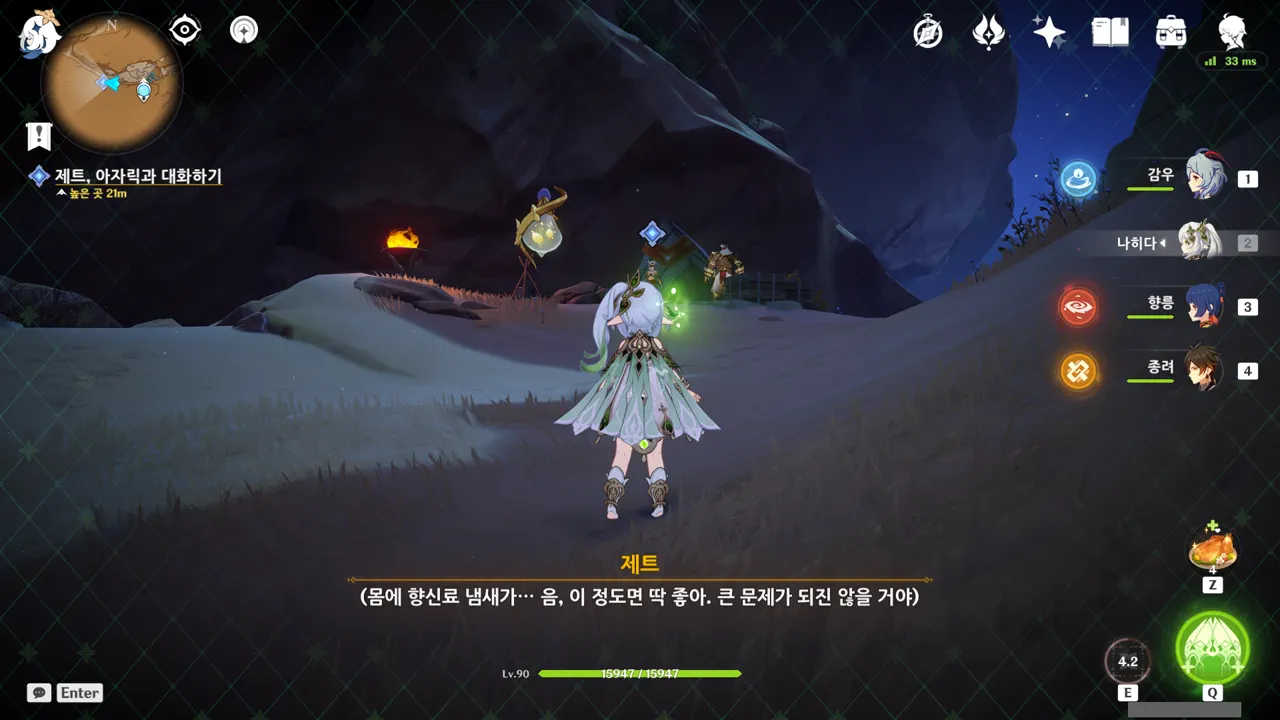 N
33 ms
제트, 아자릭과 대화하기
높은 곳 21m
감우
1
나히다
2
향릉
3
종려
4
제트
(몸에 향신료 냄새가… 음, 이 정도면 딱 좋아. 큰 문제가 되진 않을 거야)
4
Z
4.2
E
Q
Lv.90
15947 / 15947
Enter